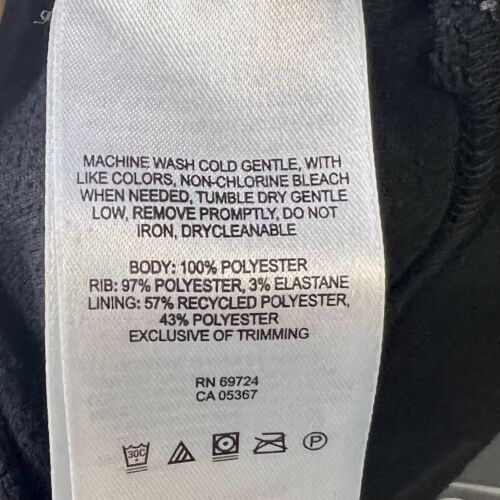 MACHINE WASH COLD GENTLE, WITH
LIKE COLORS, NON-CHLORINE BLEACH
WHEN NEEDED, TUMBLE DRY GENTLE
LOW, REMOVE PROMPTLY, DO NOT
IRON, DRYCLEANABLE
BODY: 100% POLYESTER
RIB: 97% POLYESTER, 3% ELASTANE
LINING: 57% RECYCLED POLYESTER,
43% POLYESTER
EXCLUSIVE OF TRIMMING
RN 69724
CA 05367
30C P